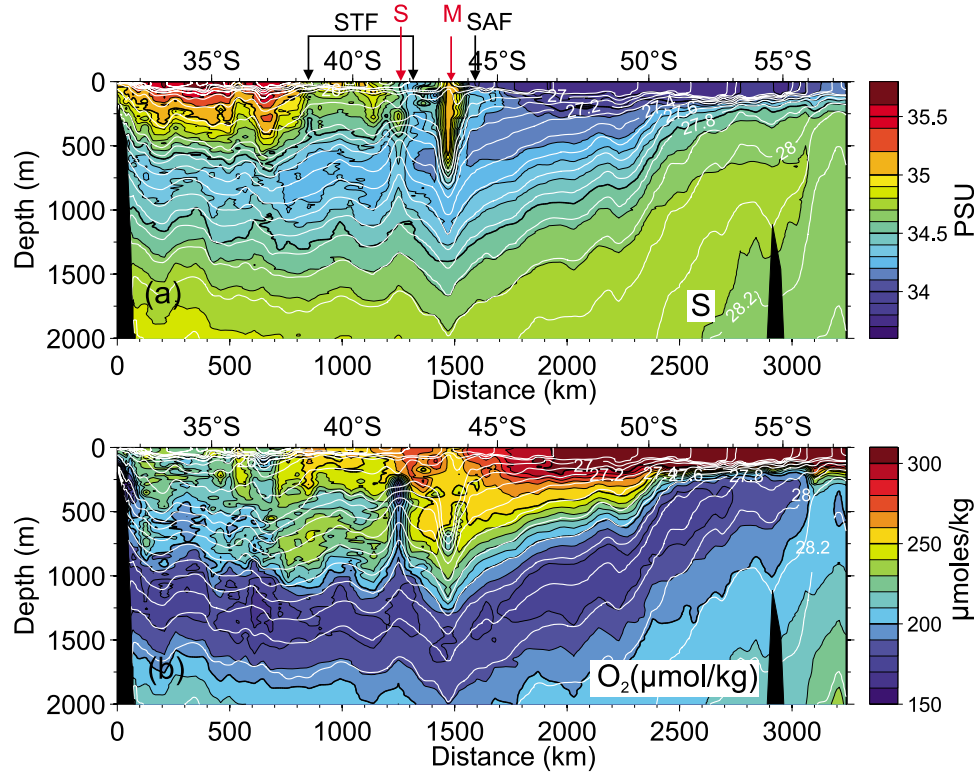 STF S M SAF
35°S 40°S 45°S 50°S 55°S
0
500
1000
1500
2000
Depth (m)
27 27.2 27.4 27.6 27.8 28 28.2
(a)
S
0 500 1000 1500 2000 2500 3000
Distance (km)
35.5
35
34.5
34
PSU
35°S 40°S 45°S 50°S 55°S
0
500
1000
1500
2000
Depth (m)
27 27.2 27.4 27.6 27.8 28 28.2
(b)
O₂(μmol/kg)
0 500 1000 1500 2000 2500 3000
Distance (km)
300
250
200
150
μmoles/kg